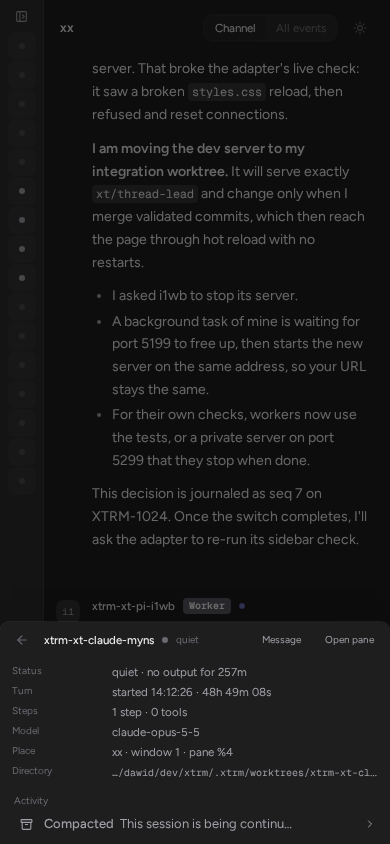 xx
Channel
All events
server. That broke the adapter's live check:
it saw a broken styles.css reload, then
refused and reset connections.
I am moving the dev server to my
integration worktree. It will serve exactly
xt/thread-lead and change only when I
merge validated commits, which then reach
the page through hot reload with no
restarts.
• I asked i1wb to stop its server.
• A background task of mine is waiting for
port 5199 to free up, then starts the new
server on the same address, so your URL
stays the same.
• For their own checks, workers now use
the tests, or a private server on port
5299 that they stop when done.
This decision is journaled as seq 7 on
XTRM-1024. Once the switch completes, I'll
ask the adapter to re-run its sidebar check.
i1 xtrm-xt-pi-i1wb Worker
xtrm-xt-claude-myns quiet Message Open pane
Status quiet · no output for 257m
Turn started 14:12:26 · 48h 49m 08s
Steps 1 step · 0 tools
Model claude-opus-5-5
Place xx · window 1 · pane %4
Directory …/dawid/dev/xtrm/.xtrm/worktrees/xtrm-xt-cl…
Activity
Compacted This session is being continu…